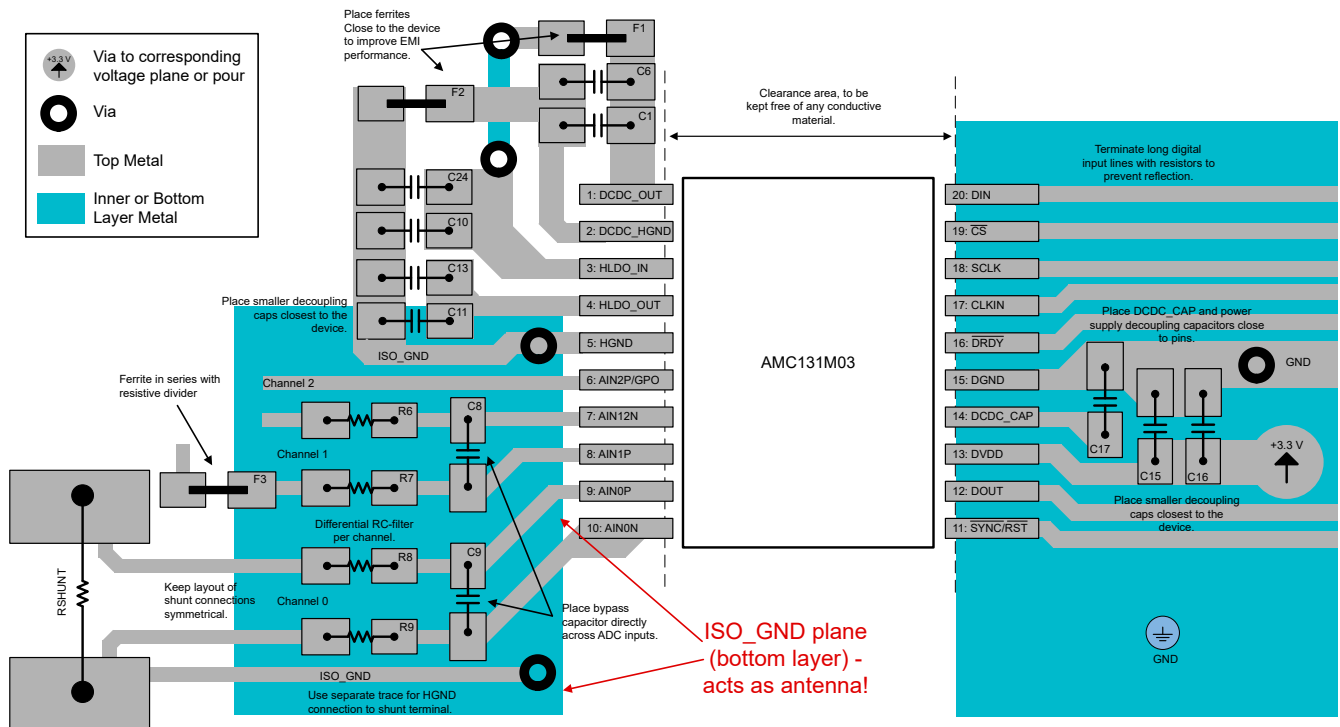 Place ferrites
Close to the device
to improve EMI
performance.
F1
C6
C1
F2
+3.3 V
Via to corresponding
voltage plane or pour
Via
Top Metal
Inner or Bottom
Layer Metal
Clearance area, to be
kept free of any conductive
material.
Terminate long digital
input lines with resistors to
prevent reflection.
C24
C10
C13
C11
Place smaller decoupling
caps closest to the
device.
ISO_GND
1: DCDC_OUT
2: DCDC_HGND
3: HLDO_IN
4: HLDO_OUT
5: HGND
6: AIN2P/GPO
7: AIN12N
8: AIN1P
9: AIN0P
10: AIN0N
AMC131M03
20: DIN
19: CS
18: SCLK
17: CLKIN
16: DRDY
15: DGND
14: DCDC_CAP
13: DVDD
12: DOUT
11: SYNC/RST
Place DCDC_CAP and power
supply decoupling capacitors close
to pins.
GND
+3.3 V
C17
C15
C16
Place smaller decoupling
caps closest to the
device.
GND
Ferrite in series with
resistive divider
Channel 2
R6
C8
Channel 1
F3
R7
Differential RC-filter
per channel.
R8
C9
RSHUNT
Keep layout of
shunt connections
symmetrical.
Channel 0
R9
Place bypass
capacitor directly
across ADC inputs.
ISO_GND
Use separate trace for HGND
connection to shunt terminal.
ISO_GND plane
(bottom layer) -
acts as antenna!